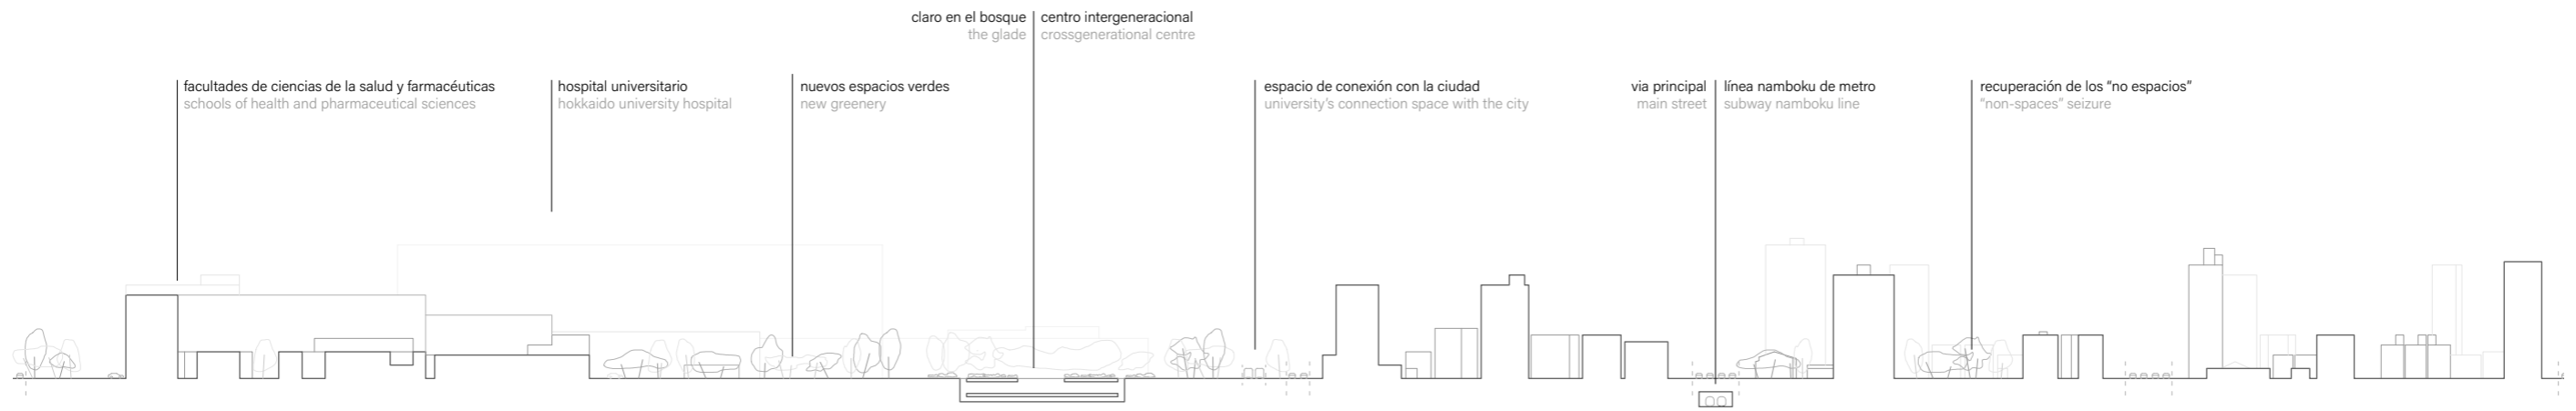 claro en el bosque
the glade
centro intergeneracional
crossgenerational centre
facultades de ciencias de la salud y farmacéuticas
schools of health and pharmaceutical sciences
hospital universitario
hokkaido university hospital
nuevos espacios verdes
new greenery
espacio de conexión con la ciudad
university's connection space with the city
via principal
main street
línea namboku de metro
subway namboku line
recuperación de los "no espacios"
"non-spaces" seizure